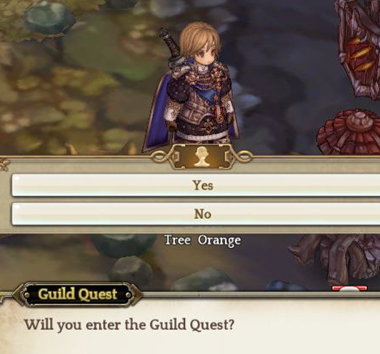 Yes
No
Tree Orange
Guild Quest
Will you enter the Guild Quest?